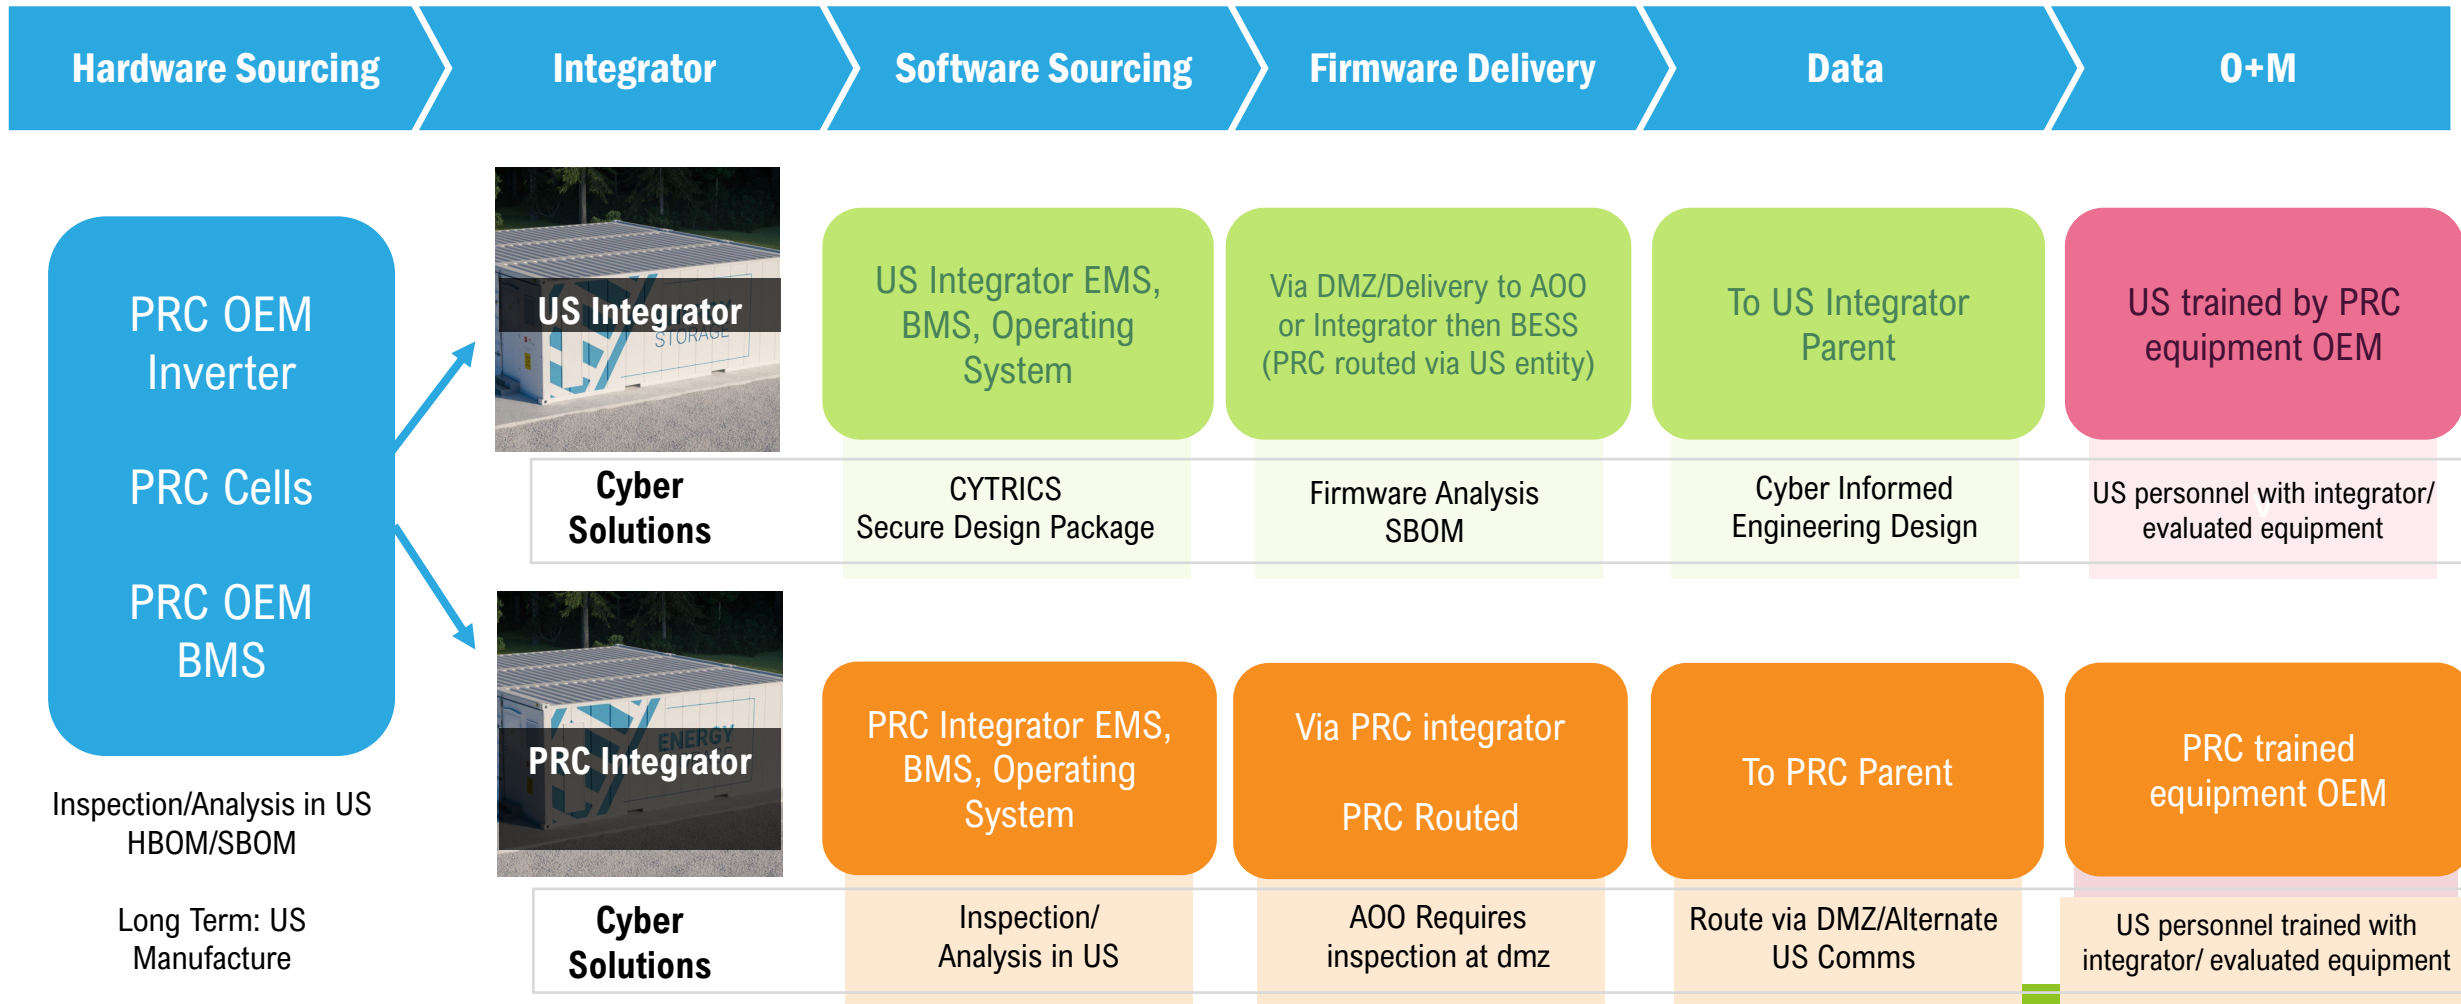 Hardware Sourcing
Integrator
Software Sourcing
Firmware Delivery
Data
O+M
PRC OEM
Inverter
PRC Cells
PRC OEM
BMS
Inspection/Analysis in US
HBOM/SBOM
Long Term: US
Manufacture
US Integrator
STORAGE
US Integrator EMS,
BMS, Operating
System
Via DMZ/Delivery to AOO
or Integrator then BESS
(PRC routed via US entity)
To US Integrator
Parent
US trained by PRC
equipment OEM
Cyber
Solutions
CYTRICS
Secure Design Package
Firmware Analysis
SBOM
Cyber Informed
Engineering Design
US personnel with integrator/
evaluated equipment
ENERGY
PRC Integrator
PRC Integrator EMS,
BMS, Operating
System
Via PRC integrator
PRC Routed
To PRC Parent
PRC trained
equipment OEM
Cyber
Solutions
Inspection/
Analysis in US
AOO Requires
inspection at dmz
Route via DMZ/Alternate
US Comms
US personnel trained with
integrator/ evaluated equipment